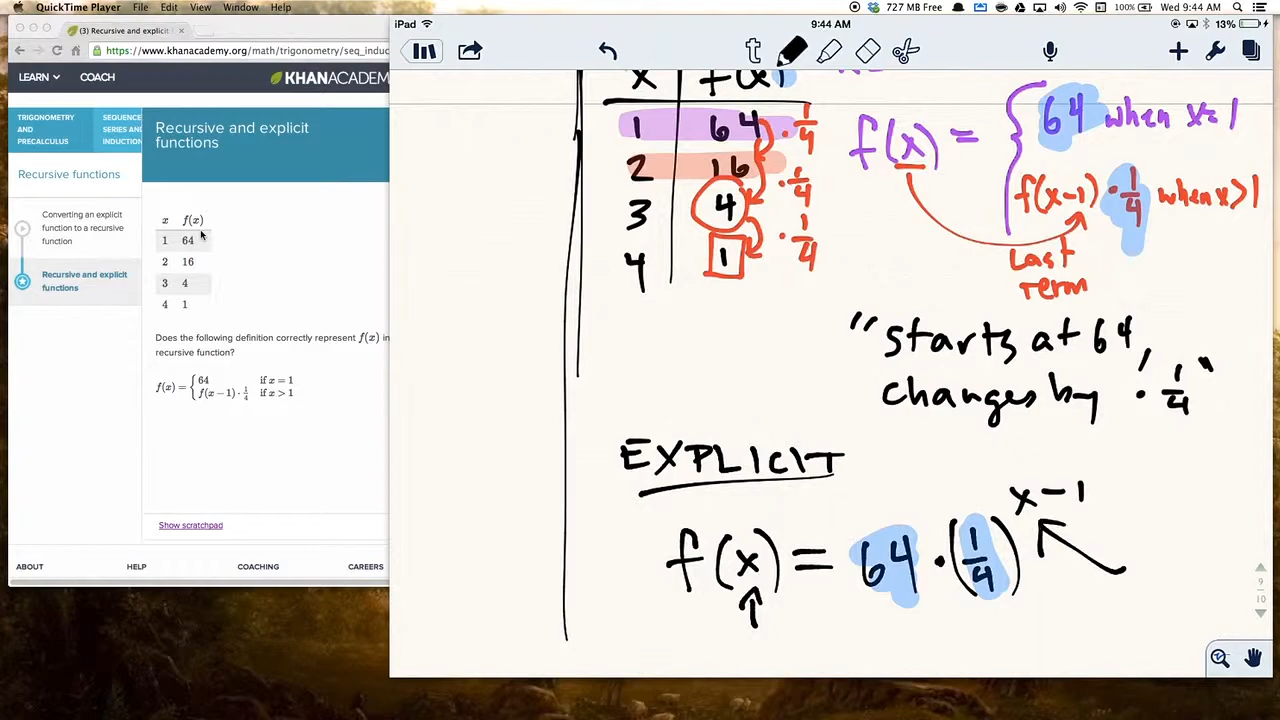 QuickTime Player File Edit View Window Help
727 MB Free 100% Wed 9:44 AM
(3) Recursive and explicit
https://www.khanacademy.org/math/trigonometry/seq_induc
LEARN COACH KHANACADEM
TRIGONOMETRY AND PRECALCULUS
SEQUENCE SERIES AND INDUCTION
Recursive functions
Converting an explicit
function to a recursive
function
Recursive and explicit
functions
Recursive and explicit
functions
x f(x)
1 64
2 16
3 4
4 1
Does the following definition correctly represent f(x) in
recursive function?
f(x) = { 64 if x = 1
f(x−1)·1/4 if x > 1
Show scratchpad
ABOUT HELP COACHING CAREERS
iPad 9:44 AM 13%
x f(x)
1 64 ·1/4
2 16 ·1/4
3 4 ·1/4
4 1
f(x) = { 64 when x=1
f(x−1)·1/4 when x>1
Last
Term
"starts at 64,
changes by ·1/4"
EXPLICIT
f(x) = 64·(1/4)^x−1
9
10